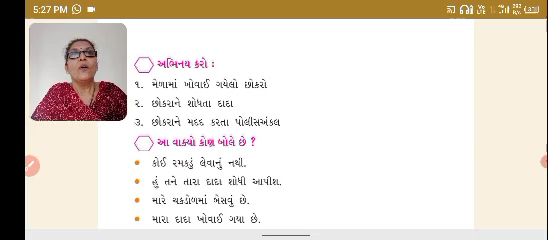 5:27 PM
અભિનય કરો :
૧. મેળામાં ખોવાઈ ગયેલો છોકરો
૨. છોકરાને શોધતા દાદા
૩. છોકરાને મદદ કરતા પોલીસઅંકલ
આ વાક્યો કોણ બોલે છે ?
• કોઈ રમકડું લેવાનું નથી.
• હું તને તારા દાદા શોધી આપીશ.
• મારે ચકડોળમાં બેસવું છે.
• મારા દાદા ખોવાઈ ગયા છે.